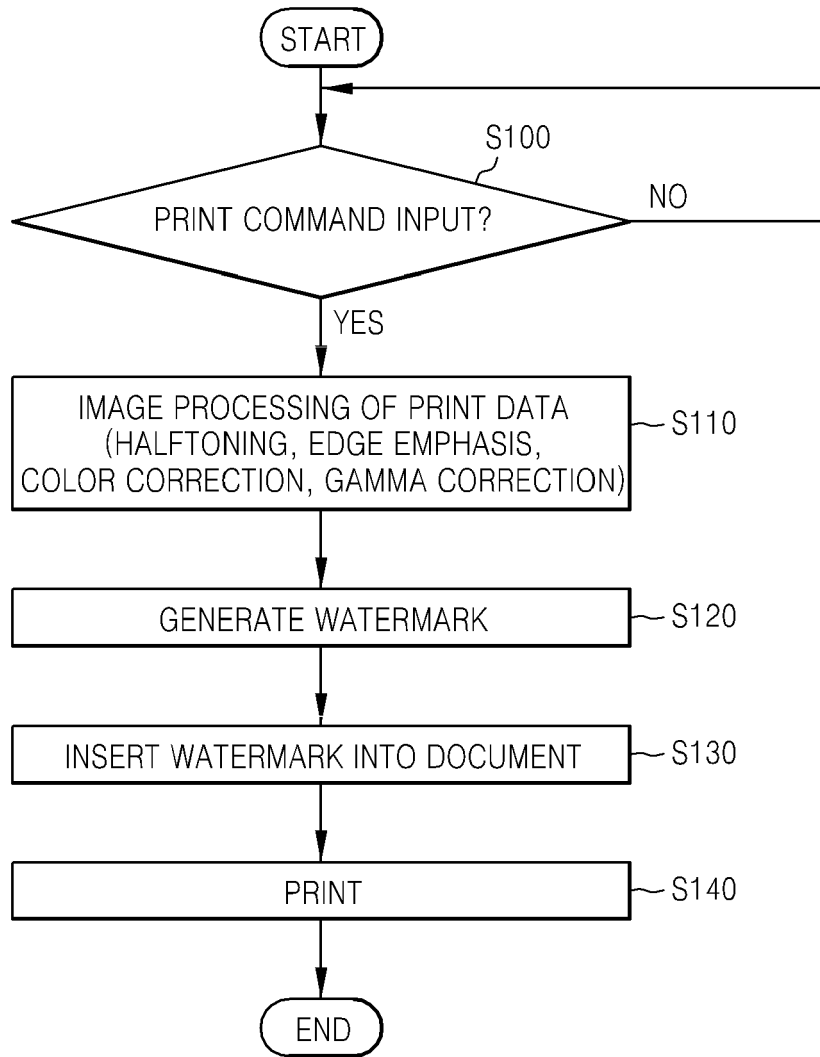 START
S100
PRINT COMMAND INPUT?
NO
YES
IMAGE PROCESSING OF PRINT DATA
(HALFTONING, EDGE EMPHASIS,
COLOR CORRECTION, GAMMA CORRECTION)
S110
GENERATE WATERMARK
S120
INSERT WATERMARK INTO DOCUMENT
S130
PRINT
S140
END